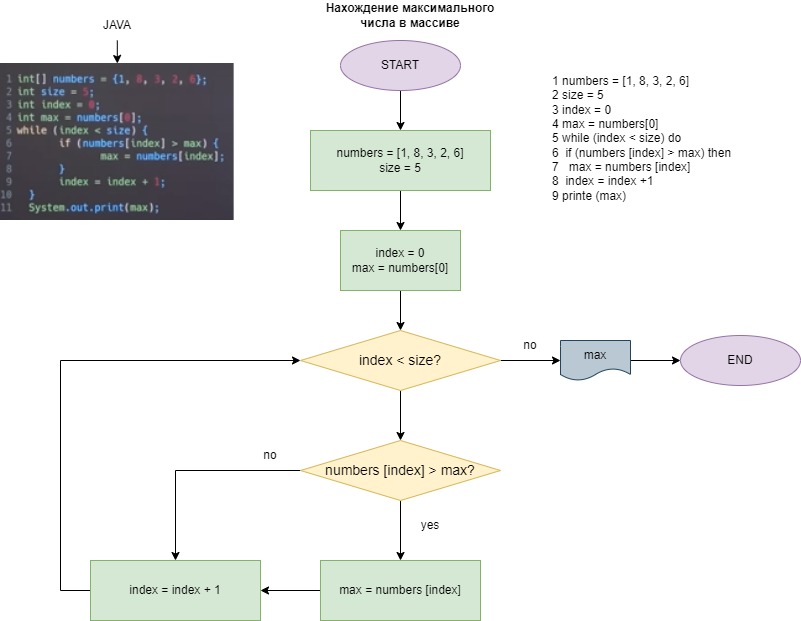 Нахождение максимального
числа в массиве
JAVA
1 int[] numbers = {1, 8, 3, 2, 6};
2 int size = 5;
3 int index = 0;
4 int max = numbers[0];
5 while (index < size) {
6 if (numbers[index] > max) {
7 max = numbers[index];
8 }
9 index = index + 1;
10 }
11 System.out.print(max);
START
numbers = [1, 8, 3, 2, 6]
size = 5
index = 0
max = numbers[0]
index < size?
no
max
END
numbers [index] > max?
no
yes
index = index + 1
max = numbers [index]
1 numbers = [1, 8, 3, 2, 6]
2 size = 5
3 index = 0
4 max = numbers[0]
5 while (index < size) do
6 if (numbers [index] > max) then
7 max = numbers [index]
8 index = index +1
9 printe (max)